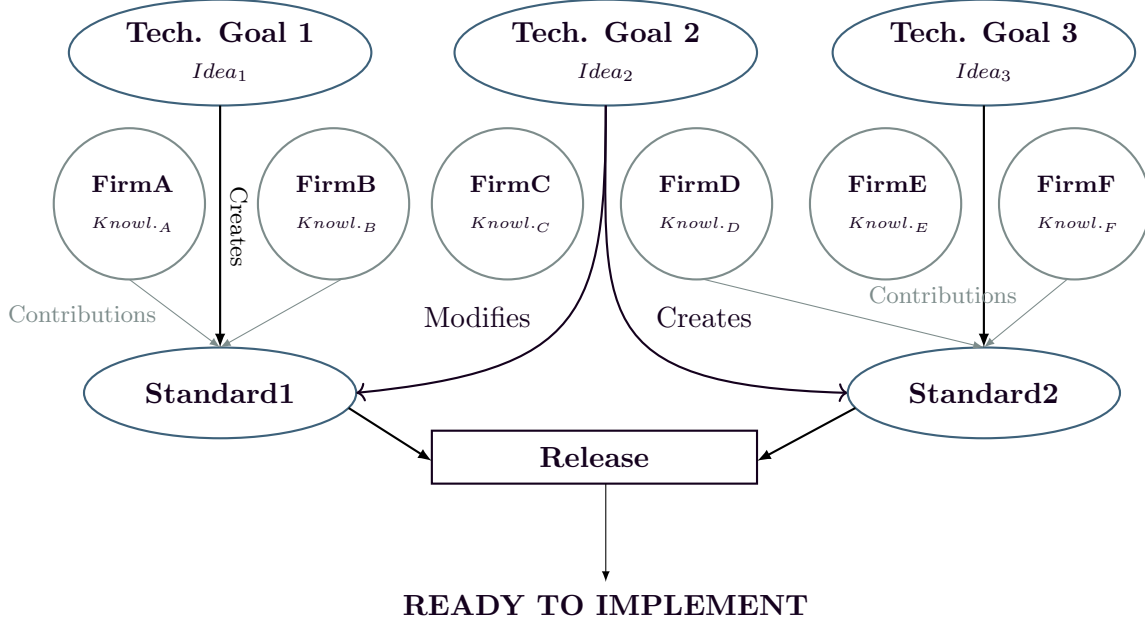 Tech. Goal 1
Idea₁
Tech. Goal 2
Idea₂
Tech. Goal 3
Idea₃
FirmA
Knowl.A
Creates
FirmB
Knowl.B
FirmC
Knowl.C
FirmD
Knowl.D
FirmE
Knowl.E
FirmF
Knowl.F
Contributions
Modifies
Creates
Contributions
Standard1
Standard2
Release
READY TO IMPLEMENT